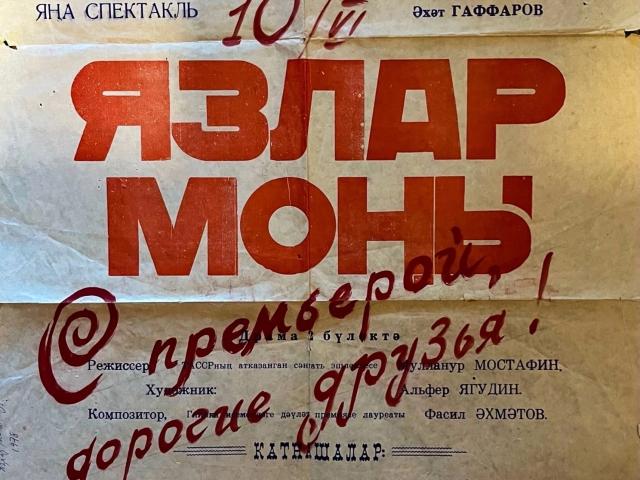 ЯҢА СПЕКТАКЛЬ
10/VI
Әхәт ГАФФАРОВ
ЯЗЛАР
МОҢЫ
С премьерой,
дорогие друзья!
Драма 2 бүлектә
Режиссер, ТАССРның атказанган сәнгать эшлеклесе МОСТАФИН.
Художник: Альфер ЯГУДИН.
Композитор, дәүләт премиясе лауреаты Фасил ӘХМӘТОВ.
КАТНАШАЛАР: